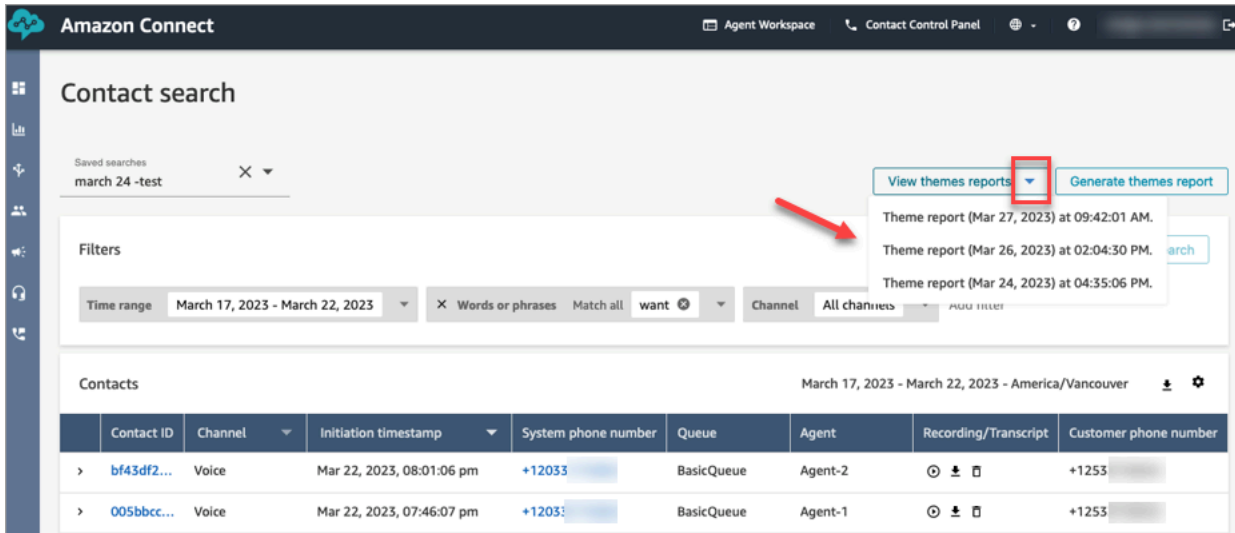 Amazon Connect
Agent Workspace
Contact Control Panel
Contact search
Saved searches
march 24 -test
View themes reports
Generate themes report
Theme report (Mar 27, 2023) at 09:42:01 AM.
Theme report (Mar 26, 2023) at 02:04:30 PM.
Theme report (Mar 24, 2023) at 04:35:06 PM.
Filters
Time range March 17, 2023 - March 22, 2023 Words or phrases Match all want Channel All channels Add filter
Contacts
March 17, 2023 - March 22, 2023 - America/Vancouver
Contact ID Channel Initiation timestamp System phone number Queue Agent Recording/Transcript Customer phone number
bf43df2... Voice Mar 22, 2023, 08:01:06 pm +12033 BasicQueue Agent-2 +1253
005bbcc... Voice Mar 22, 2023, 07:46:07 pm +12033 BasicQueue Agent-1 +1253